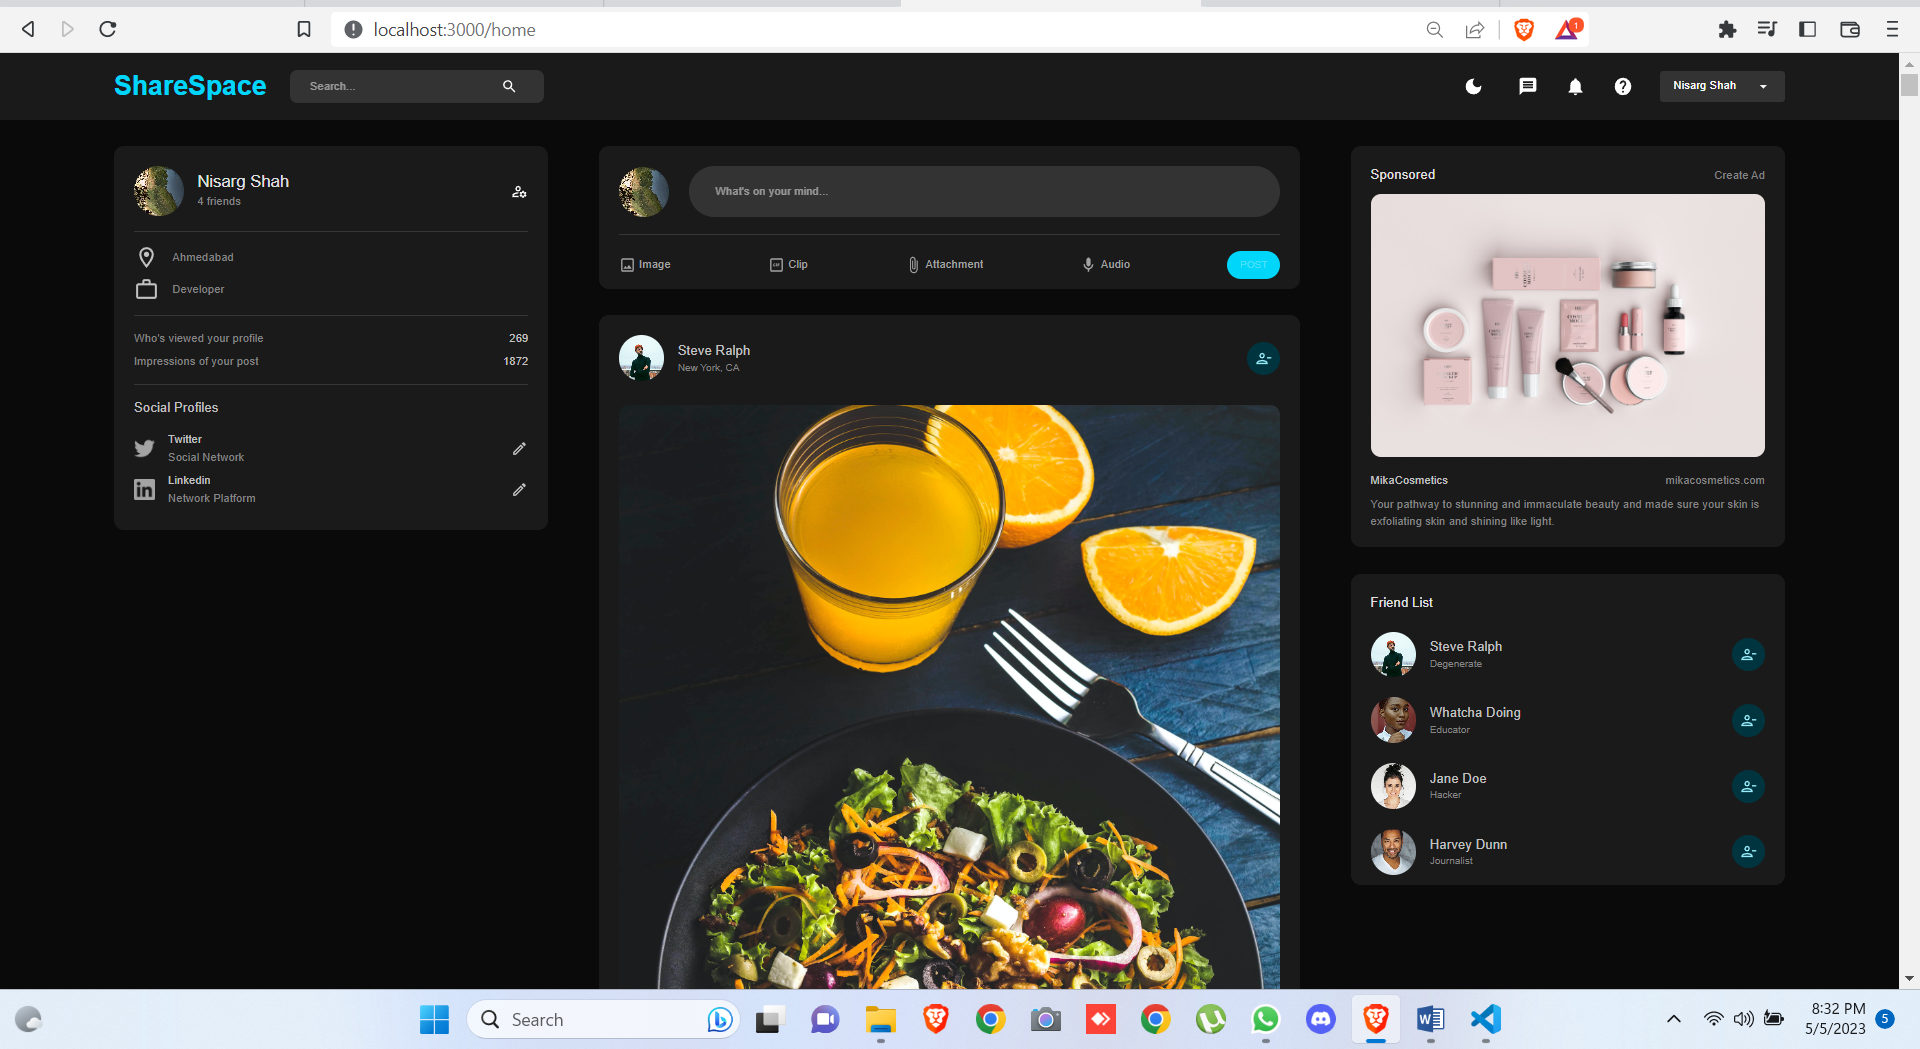 localhost:3000/home
1
ShareSpace
Search...
Nisarg Shah
Nisarg Shah
4 friends
Ahmedabad
Developer
Who's viewed your profile 269
Impressions of your post 1872
Social Profiles
Twitter
Social Network
Linkedin
Network Platform
What's on your mind...
Image
Clip
Attachment
Audio
POST
Steve Ralph
New York, CA
Sponsored
Create Ad
MikaCosmetics
mikacosmetics.com
Your pathway to stunning and immaculate beauty and made sure your skin is
exfoliating skin and shining like light.
Friend List
Steve Ralph
Degenerate
Whatcha Doing
Educator
Jane Doe
Hacker
Harvey Dunn
Journalist
Search
8:32 PM
5/5/2023
5